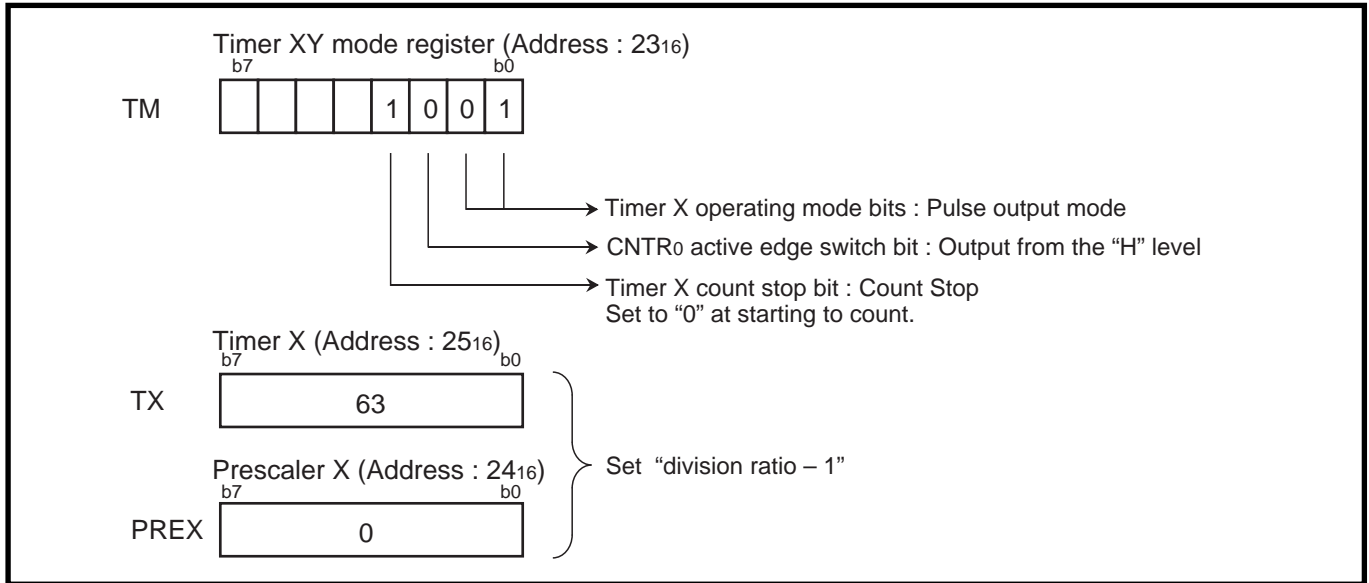 Timer XY mode register (Address : 2316)
b7 b0
TM 1 0 0 1
Timer X operating mode bits : Pulse output mode
CNTR0 active edge switch bit : Output from the “H” level
Timer X count stop bit : Count Stop
Set to “0” at starting to count.
Timer X (Address : 2516)
b7 b0
TX 63
Set “division ratio – 1”
Prescaler X (Address : 2416)
b7 b0
PREX 0